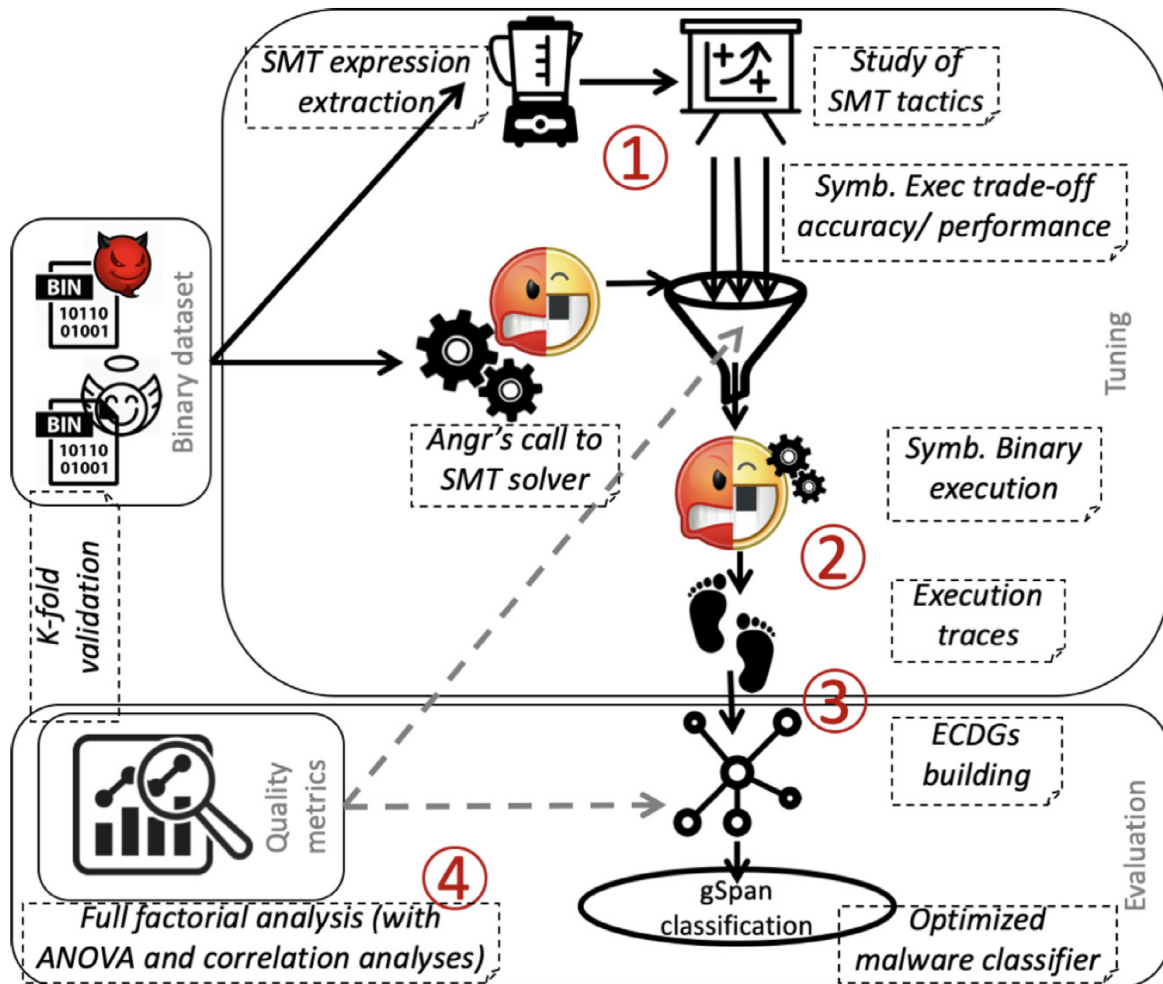 SMT expression
extraction
Study of
SMT tactics
①
Symb. Exec trade-off
accuracy/ performance
BIN
10110
01001
BIN
10110
01001
Binary dataset
Tuning
Angr's call to
SMT solver
Symb. Binary
execution
②
K-fold
validation
Execution
traces
③
ECDGs
building
Quality
metrics
Evaluation
④
gSpan
classification
Full factorial analysis (with
ANOVA and correlation analyses)
Optimized
malware classifier